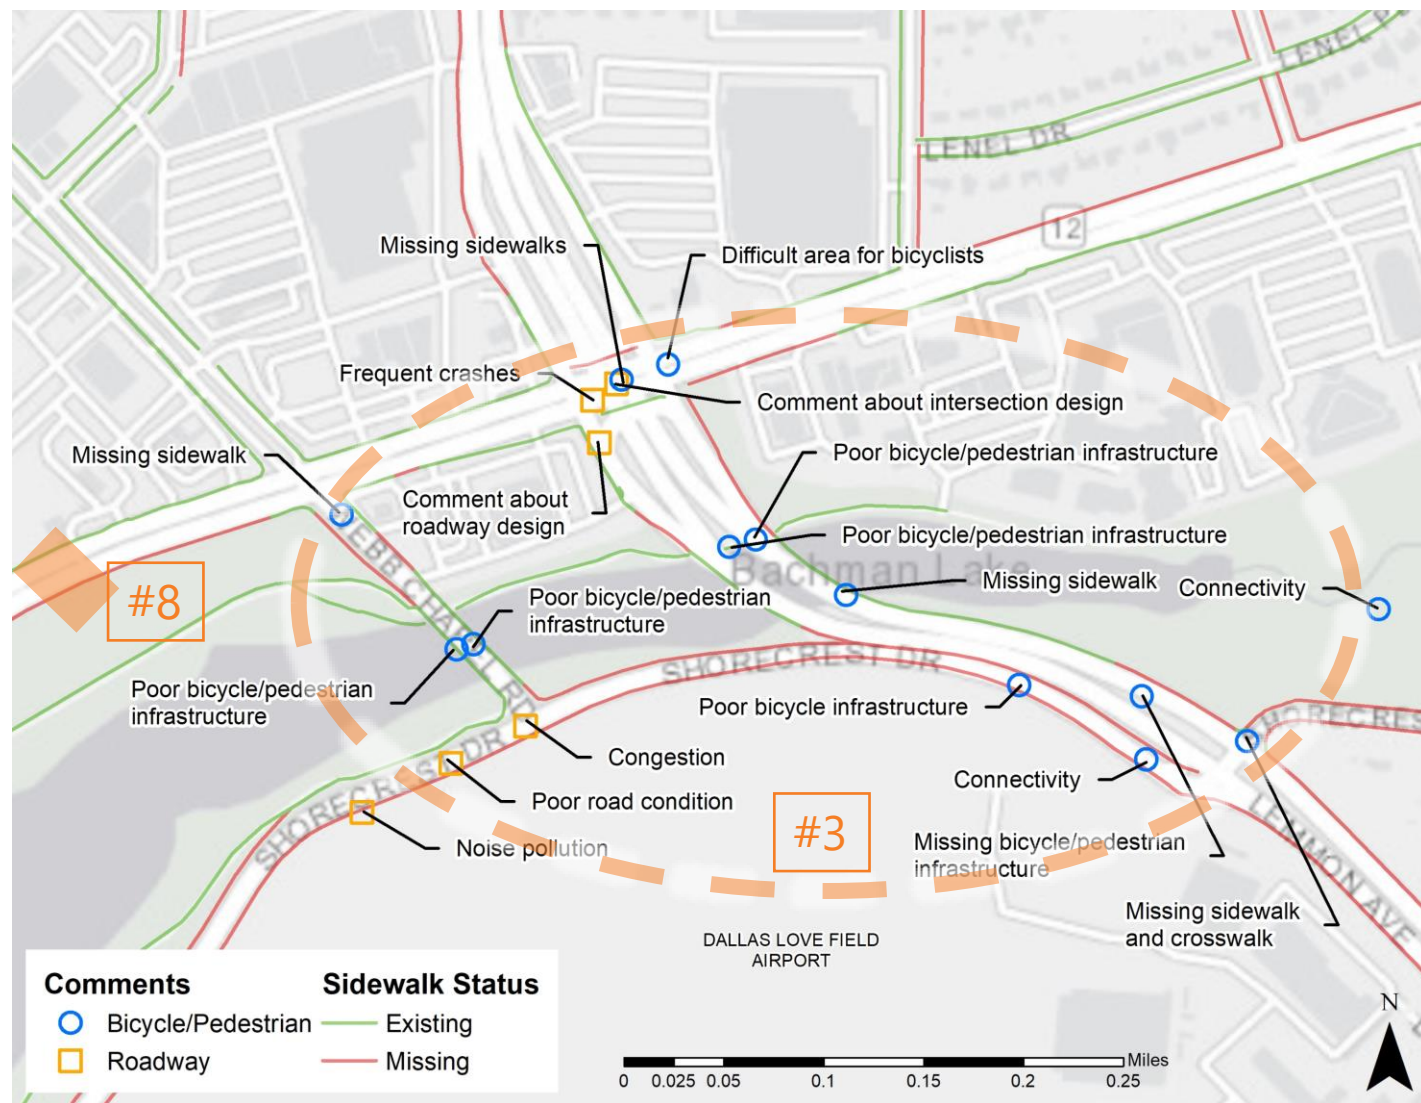 LENEL PL
LENEL DR
12
Missing sidewalks
Difficult area for bicyclists
Frequent crashes
Comment about intersection design
Missing sidewalk
Poor bicycle/pedestrian infrastructure
Comment about
roadway design
Poor bicycle/pedestrian infrastructure
Bachman Lake
Missing sidewalk
Connectivity
#8
WEBB CHAPEL RD
Poor bicycle/pedestrian
infrastructure
SHORECREST DR
Poor bicycle/pedestrian
infrastructure
Poor bicycle infrastructure
SHORECREST
Congestion
Connectivity
Poor road condition
SHORECREST DR
#3
Noise pollution
Missing bicycle/pedestrian
infrastructure
LEMMON AVE
Missing sidewalk
and crosswalk
DALLAS LOVE FIELD
AIRPORT
Comments
Sidewalk Status
Bicycle/Pedestrian
Existing
Roadway
Missing
N
Miles
0 0.025 0.05 0.1 0.15 0.2 0.25